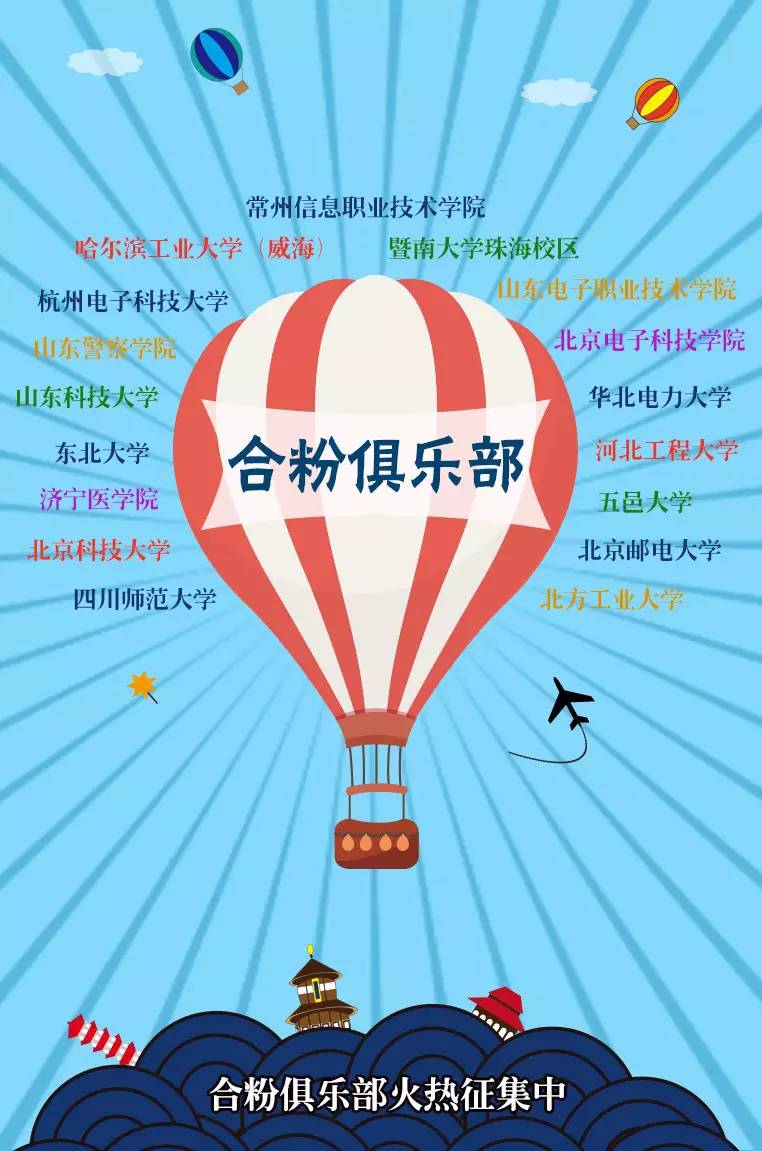 常州信息职业技术学院
哈尔滨工业大学（威海）
暨南大学珠海校区
杭州电子科技大学
山东电子职业技术学院
山东警察学院
北京电子科技学院
山东科技大学
华北电力大学
东北大学
河北工程大学
合粉俱乐部
济宁医学院
五邑大学
北京科技大学
北京邮电大学
四川师范大学
北方工业大学
合粉俱乐部火热征集中